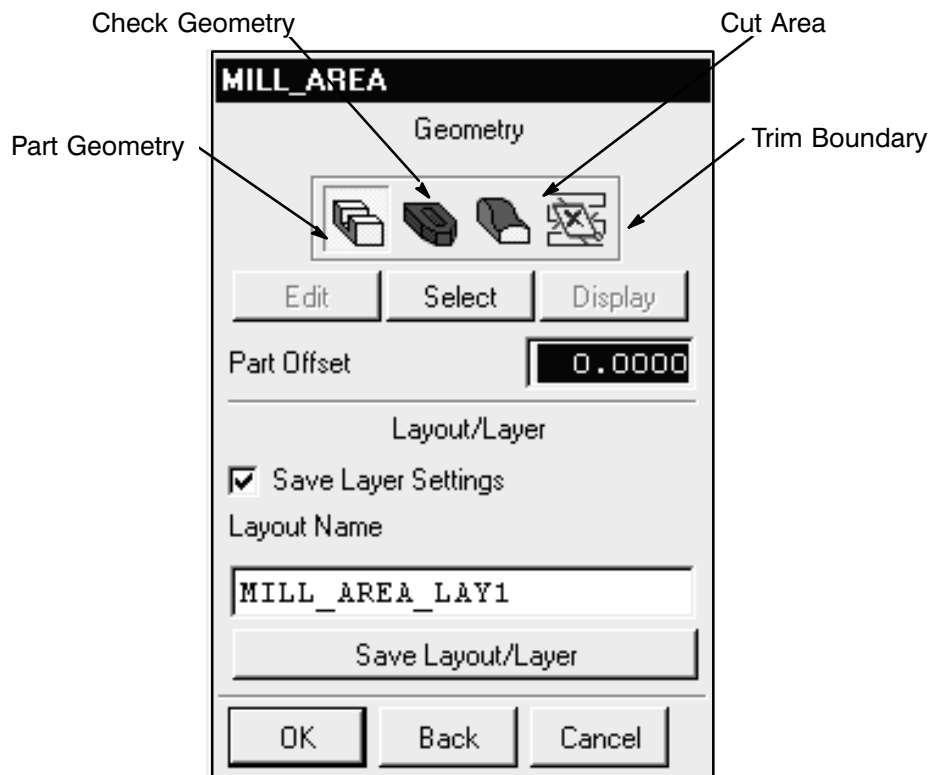 Check Geometry
Cut Area
MILL_AREA
Geometry
Part Geometry
Trim Boundary
Edit
Select
Display
Part Offset
0.0000
Layout/Layer
Save Layer Settings
Layout Name
MILL_AREA_LAY1
Save Layout/Layer
OK
Back
Cancel